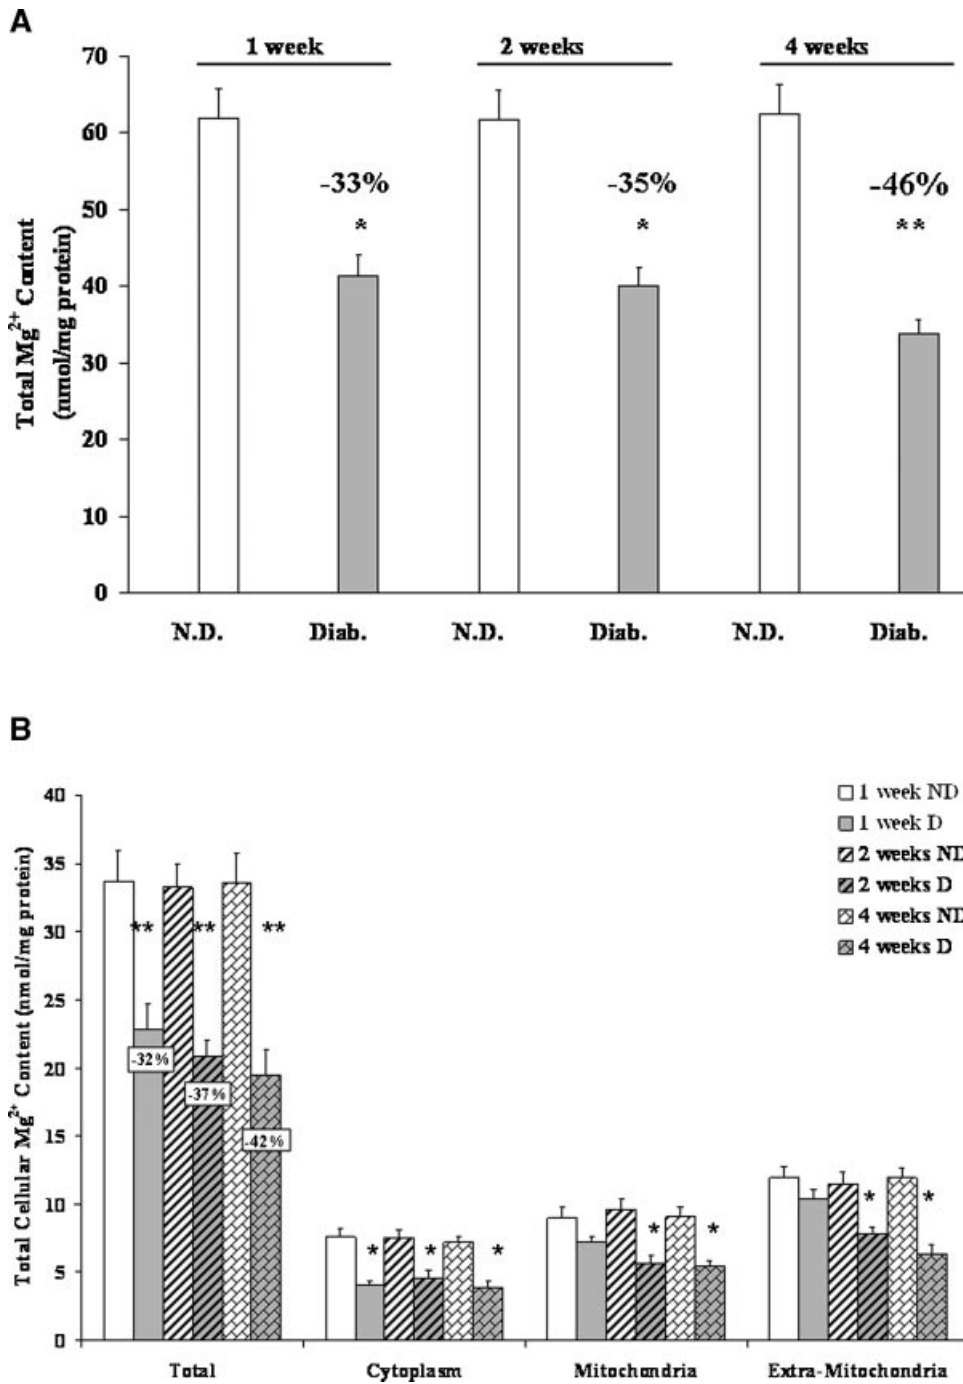 A
1 week 2 weeks 4 weeks
Total Mg²⁺ Content
(nmol/mg protein)
70
60
50
40
30
20
10
0
-33% -35% -46%
* * **
N.D. Diab. N.D. Diab. N.D. Diab.
B
Total Cellular Mg²⁺ Content (nmol/mg protein)
40
35
30
25
20
15
10
5
0
1 week ND
1 week D
2 weeks ND
2 weeks D
4 weeks ND
4 weeks D
** ** **
-32%
-37%
-42%
* * * * * * *
Total Cytoplasm Mitochondria Extra-Mitochondria